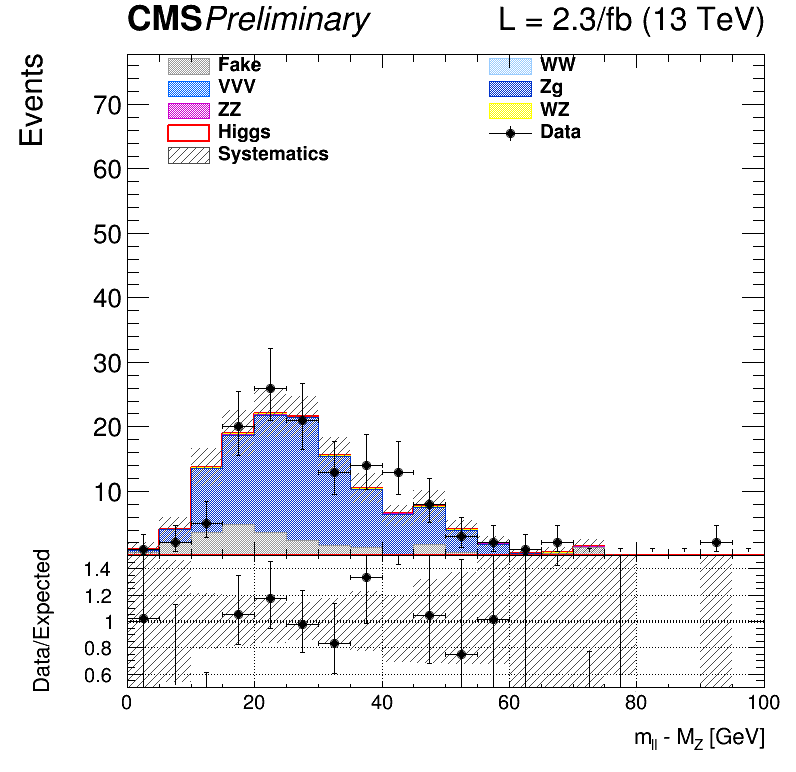 CMS Preliminary L = 2.3/fb (13 TeV)
Events
Fake WW
VVV Zg
ZZ WZ
Higgs Data
Systematics
70
60
50
40
30
20
10
Data/Expected
1.4
1.2
1
0.8
0.6
0 20 40 60 80 100
m_ll - M_Z [GeV]